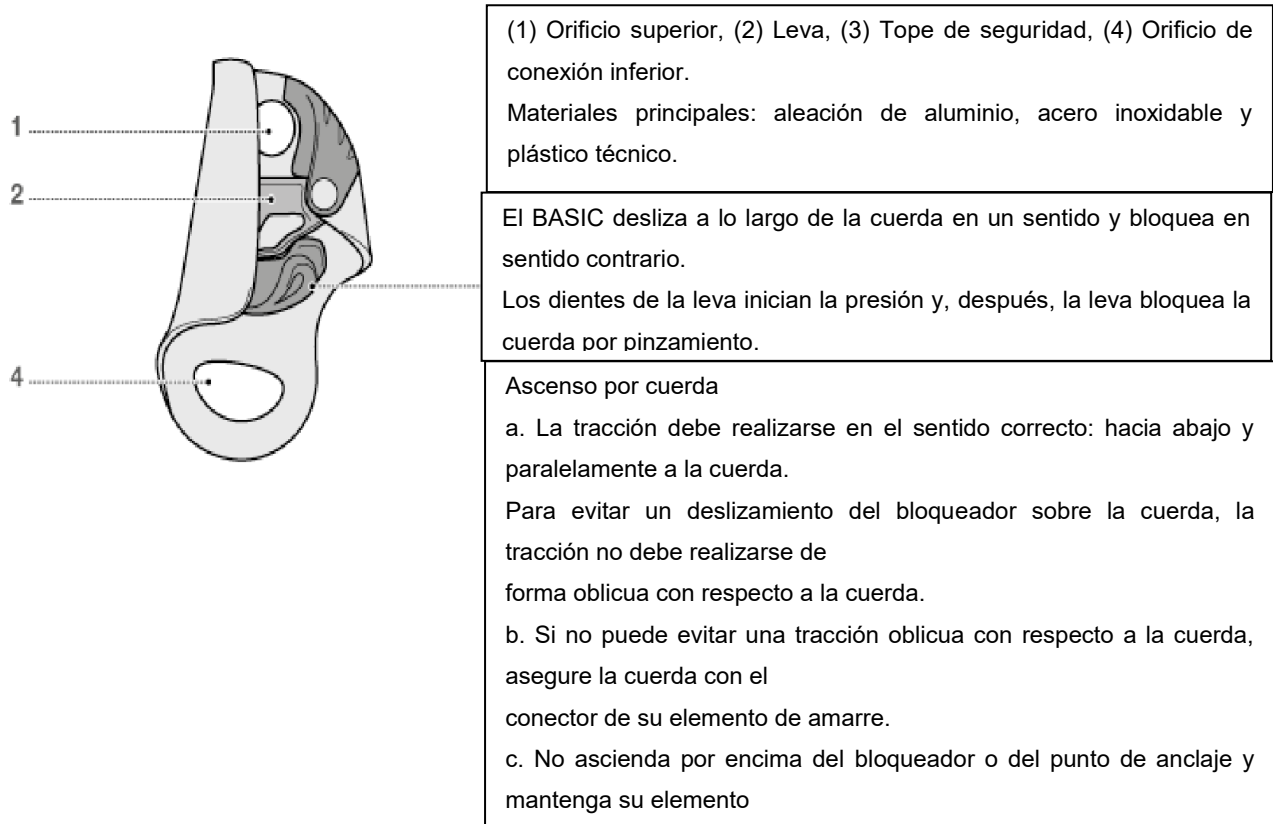 1
2
4
(1) Orificio superior, (2) Leva, (3) Tope de seguridad, (4) Orificio de
conexión inferior.
Materiales principales: aleación de aluminio, acero inoxidable y
plástico técnico.
El BASIC desliza a lo largo de la cuerda en un sentido y bloquea en
sentido contrario.
Los dientes de la leva inician la presión y, después, la leva bloquea la
cuerda por pinzamiento.
Ascenso por cuerda
a. La tracción debe realizarse en el sentido correcto: hacia abajo y
paralelamente a la cuerda.
Para evitar un deslizamiento del bloqueador sobre la cuerda, la
tracción no debe realizarse de
forma oblicua con respecto a la cuerda.
b. Si no puede evitar una tracción oblicua con respecto a la cuerda,
asegure la cuerda con el
conector de su elemento de amarre.
c. No ascienda por encima del bloqueador o del punto de anclaje y
mantenga su elemento